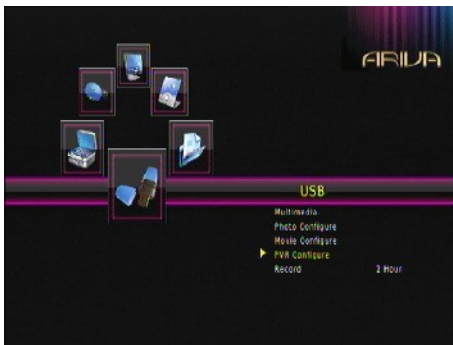 ARIVA
USB
Multimedia
Photo Configure
Movie Configure
PVR Configure
Record 2 Hour